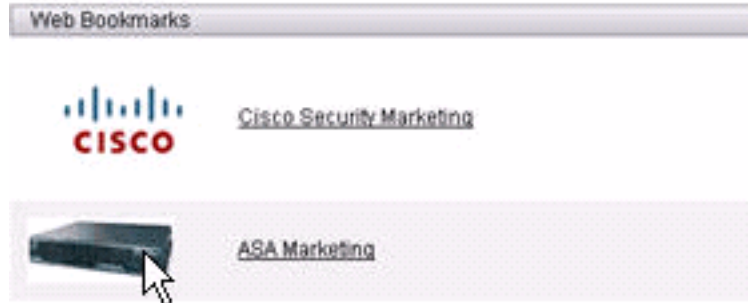 Web Bookmarks
CISCO
Cisco Security Marketing
ASA Marketing